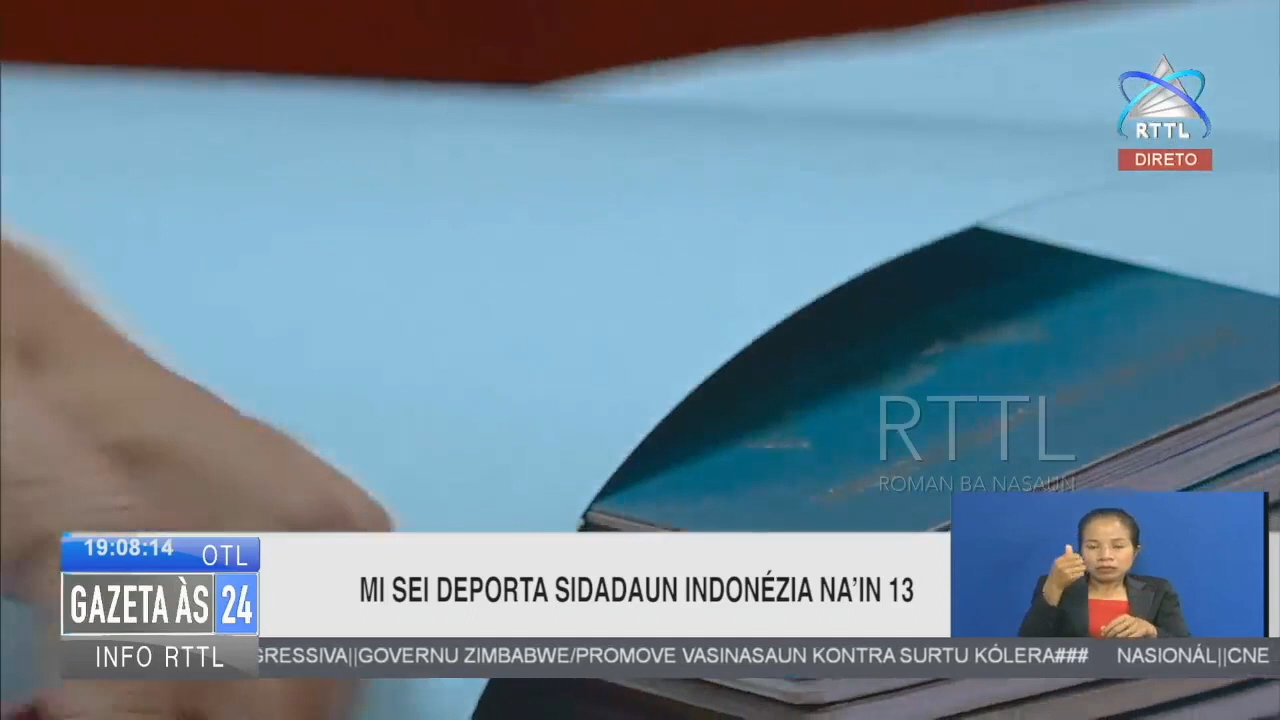 RTTL
DIRETO
RTTL
ROMAN BA NASAUN
19:08:14 OTL
GAZETA ÀS 24
MI SEI DEPORTA SIDADAUN INDONÉZIA NA'IN 13
INFO RTTL
GRESSIVA||GOVERNU ZIMBABWE/PROMOVE VASINASAUN KONTRA SURTU KÓLERA### NASIONÁL||CNE